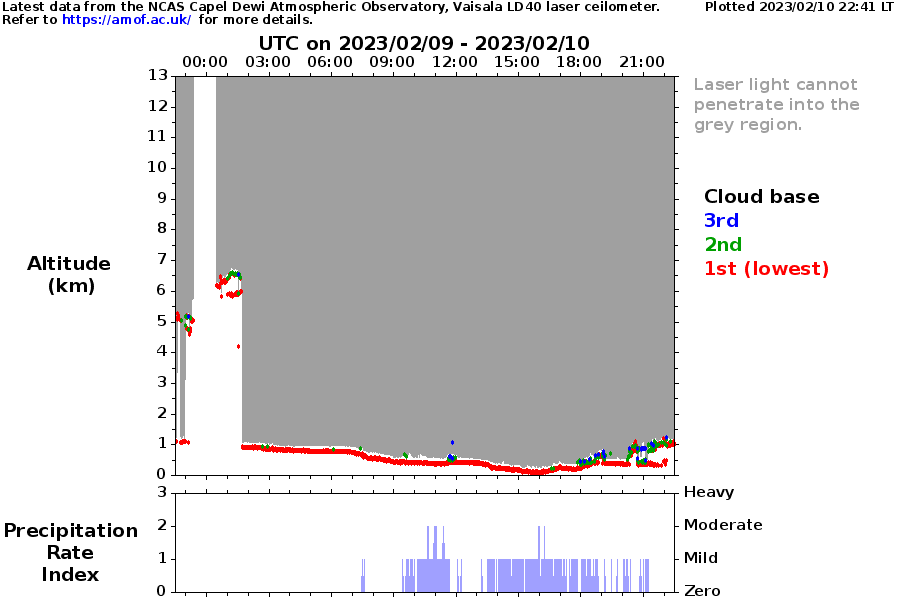 Latest data from the NCAS Capel Dewi Atmospheric Observatory, Vaisala LD40 laser ceilometer.
Plotted 2023/02/10 22:41 LT
Refer to https://amof.ac.uk/ for more details.
UTC on 2023/02/09 - 2023/02/10
00:00 03:00 06:00 09:00 12:00 15:00 18:00 21:00
13
12
11
10
9
8
7
6
5
4
3
2
1
0
Altitude
(km)
Laser light cannot
penetrate into the
grey region.
Cloud base
3rd
2nd
1st (lowest)
3 Heavy
2 Moderate
1 Mild
0 Zero
Precipitation
Rate
Index